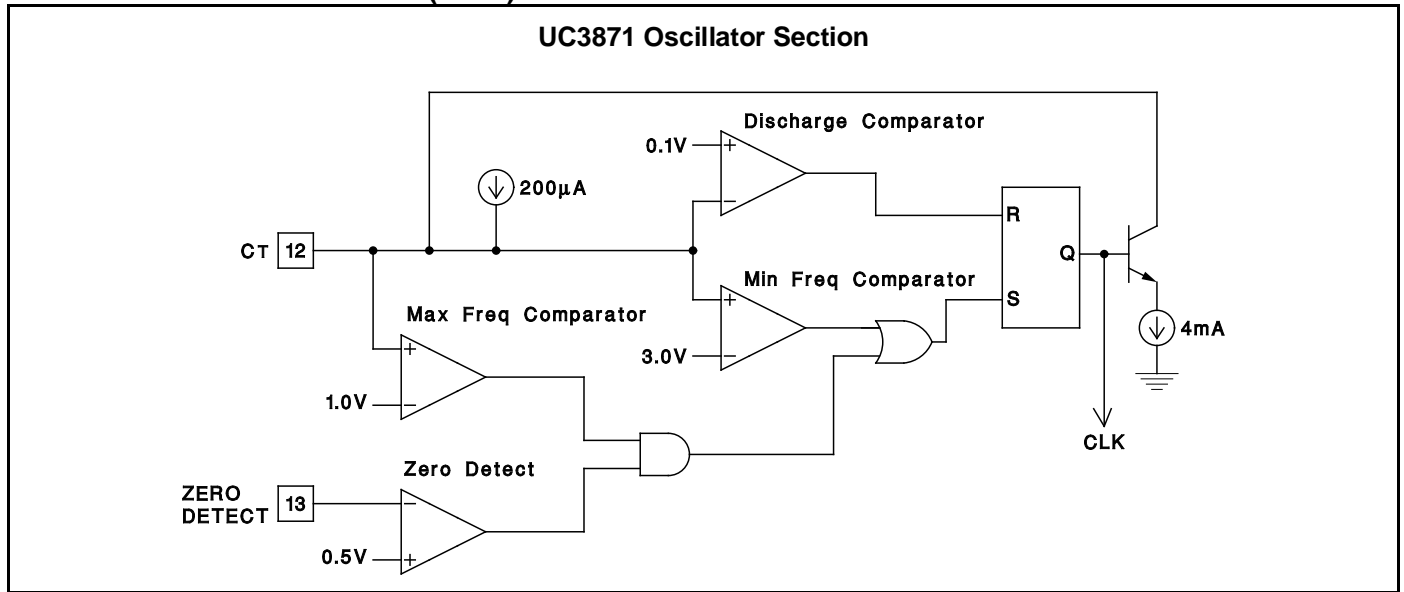 UC3871 Oscillator Section
Discharge Comparator
0.1V
+
−
200µA
CT 12
R
Q
S
Min Freq Comparator
+
3.0V
−
Max Freq Comparator
+
1.0V
−
4mA
CLK
Zero Detect
ZERO
DETECT
13
−
0.5V
+